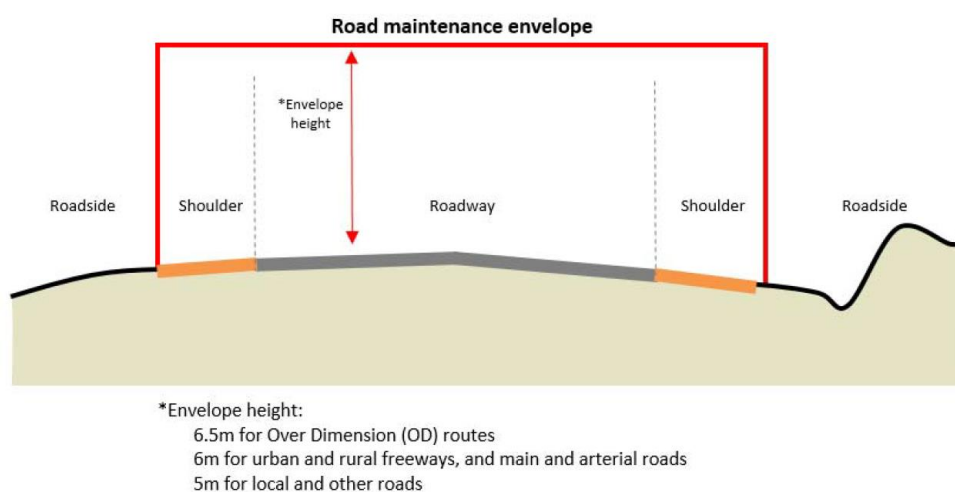 Road maintenance envelope
*Envelope
height
Roadside
Shoulder
Roadway
Shoulder
Roadside
*Envelope height:
6.5m for Over Dimension (OD) routes
6m for urban and rural freeways, and main and arterial roads
5m for local and other roads